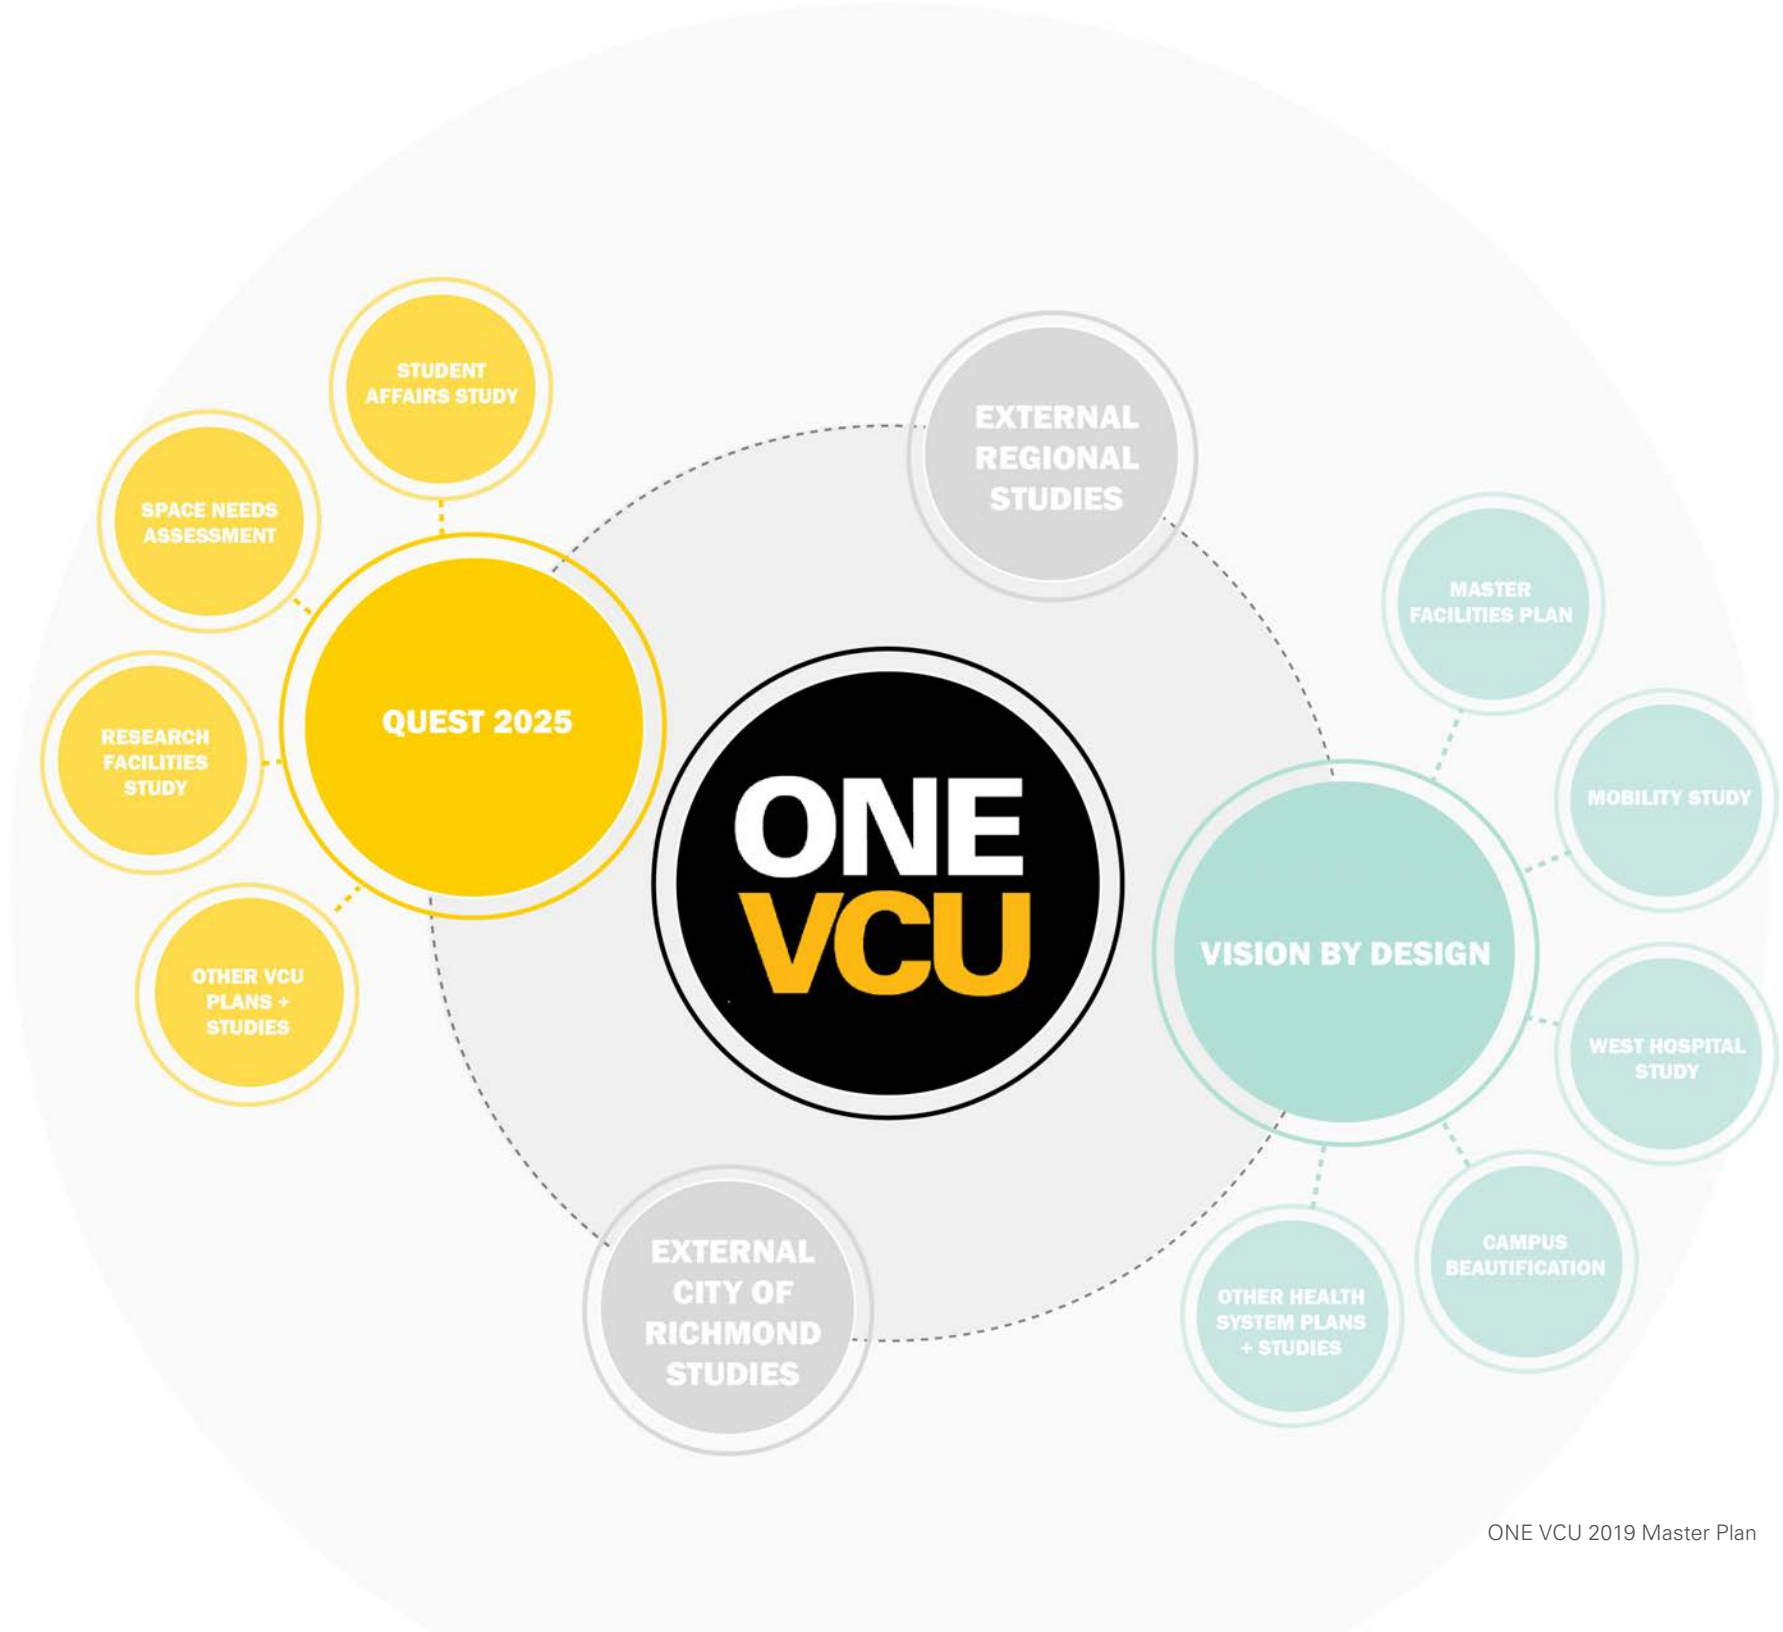 STUDENT
AFFAIRS STUDY
SPACE NEEDS
ASSESSMENT
RESEARCH
FACILITIES
STUDY
OTHER VCU
PLANS +
STUDIES
QUEST 2025
EXTERNAL
REGIONAL
STUDIES
ONE
VCU
EXTERNAL
CITY OF
RICHMOND
STUDIES
VISION BY DESIGN
MASTER
FACILITIES PLAN
MOBILITY STUDY
WEST HOSPITAL
STUDY
CAMPUS
BEAUTIFICATION
OTHER HEALTH
SYSTEM PLANS
+ STUDIES
ONE VCU 2019 Master Plan